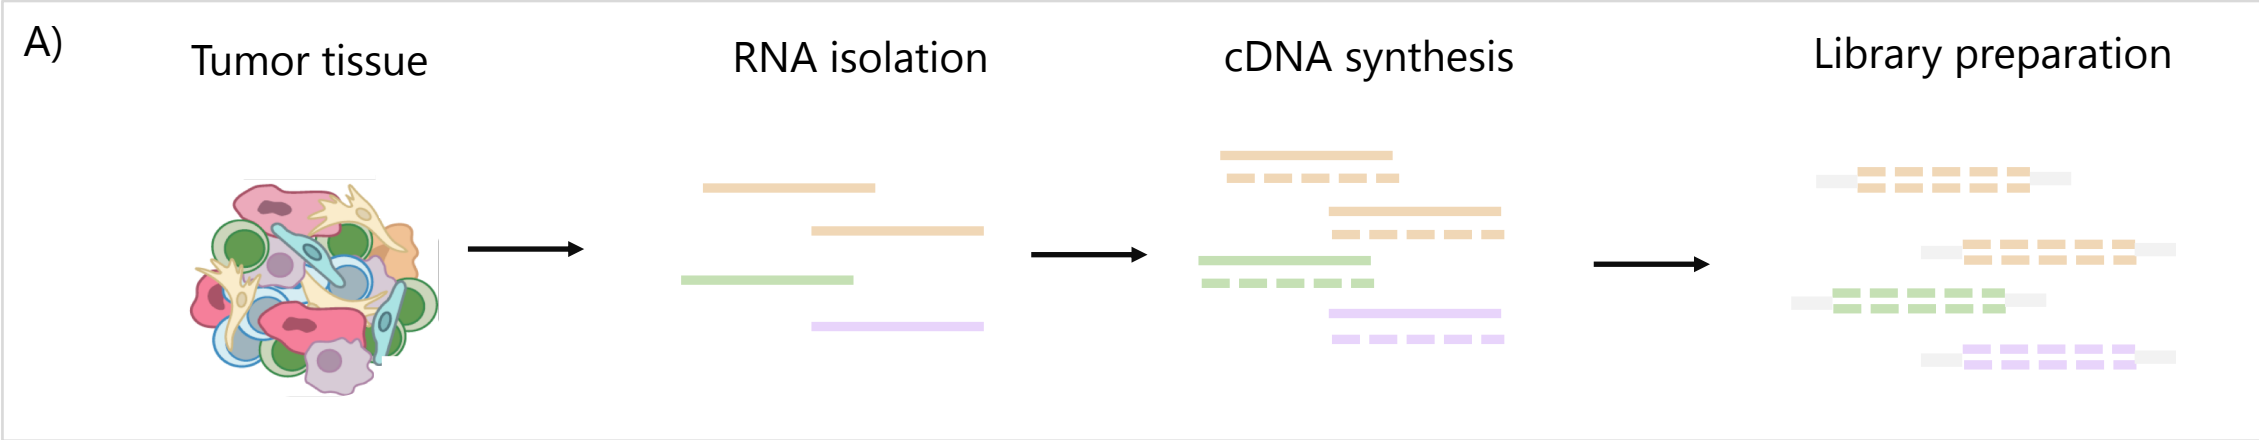 A)
Tumor tissue
RNA isolation
cDNA synthesis
Library preparation